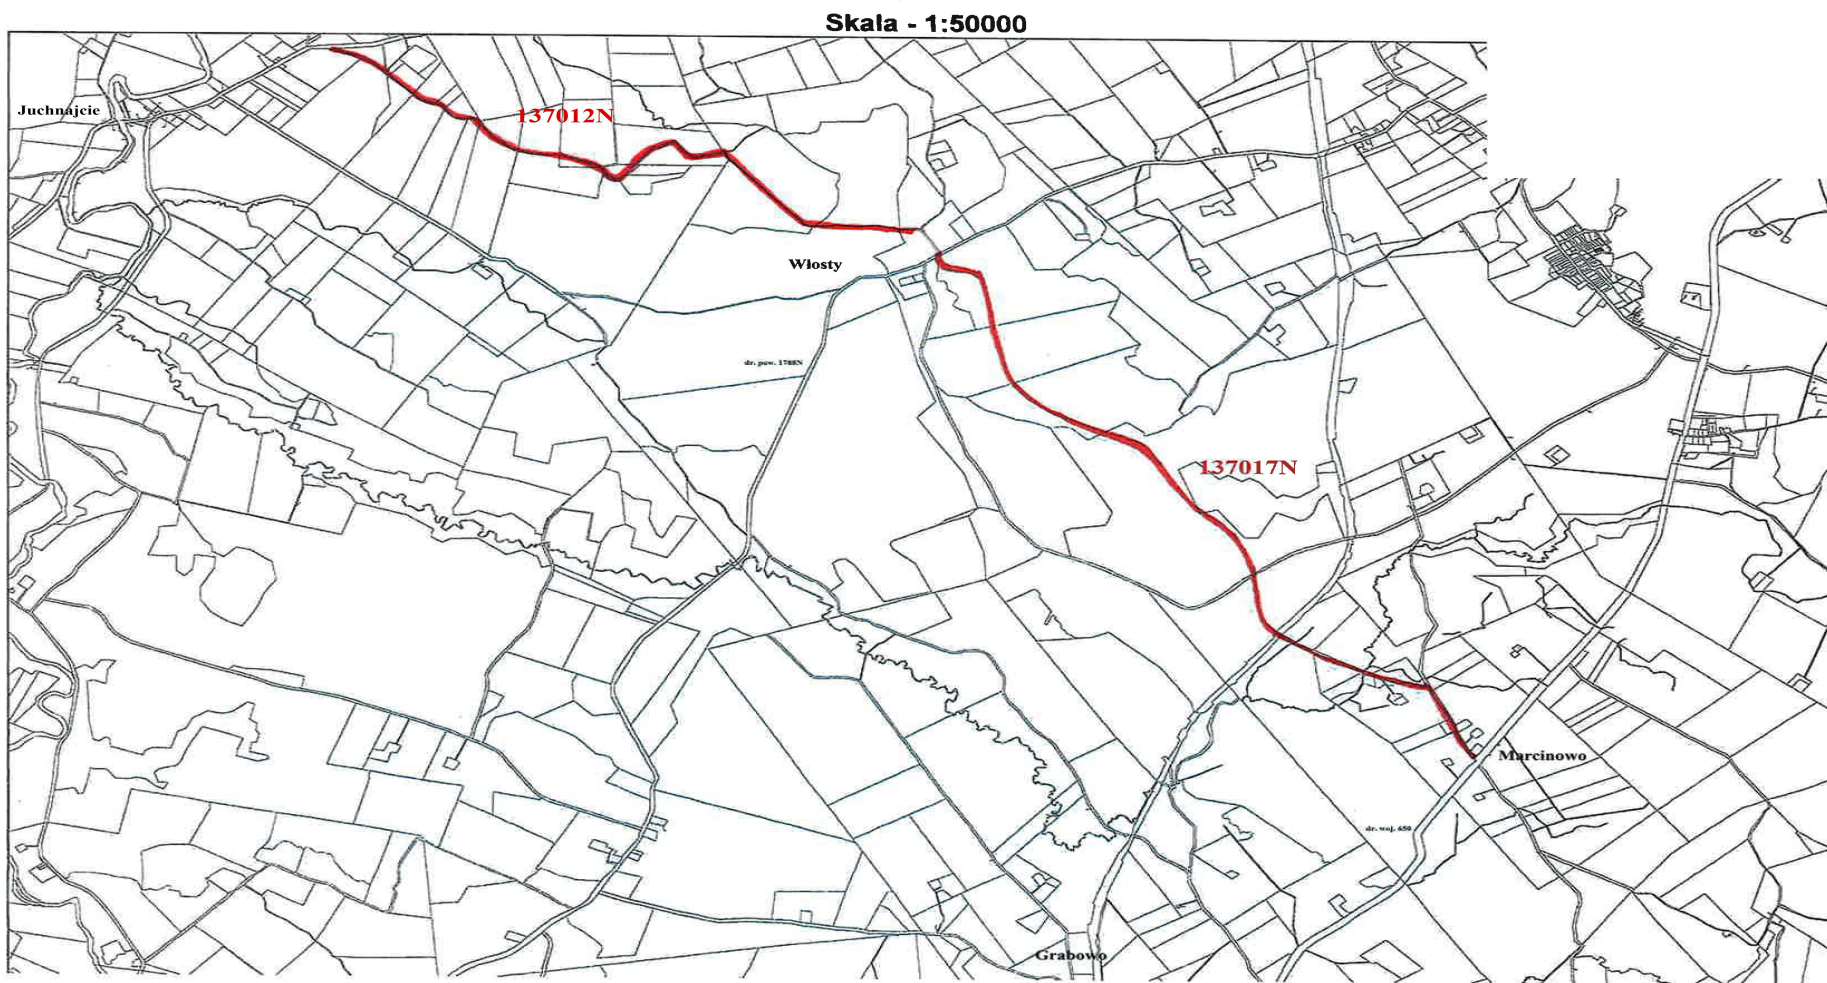 Skala - 1:50000
Juchnajcie
137012N
Włosty
dr. pow. 1788N
137017N
Marcinowo
dr. woj. 650
Grabowo